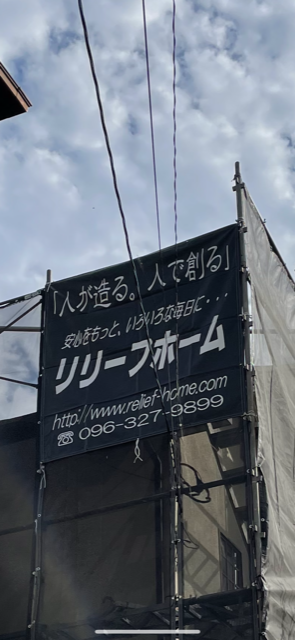 「人が造る。人で創る」
安心をもっと、いろいろな毎日に・・・
リリーフホーム
http://www.relief-home.com
☎ 096-327-9899